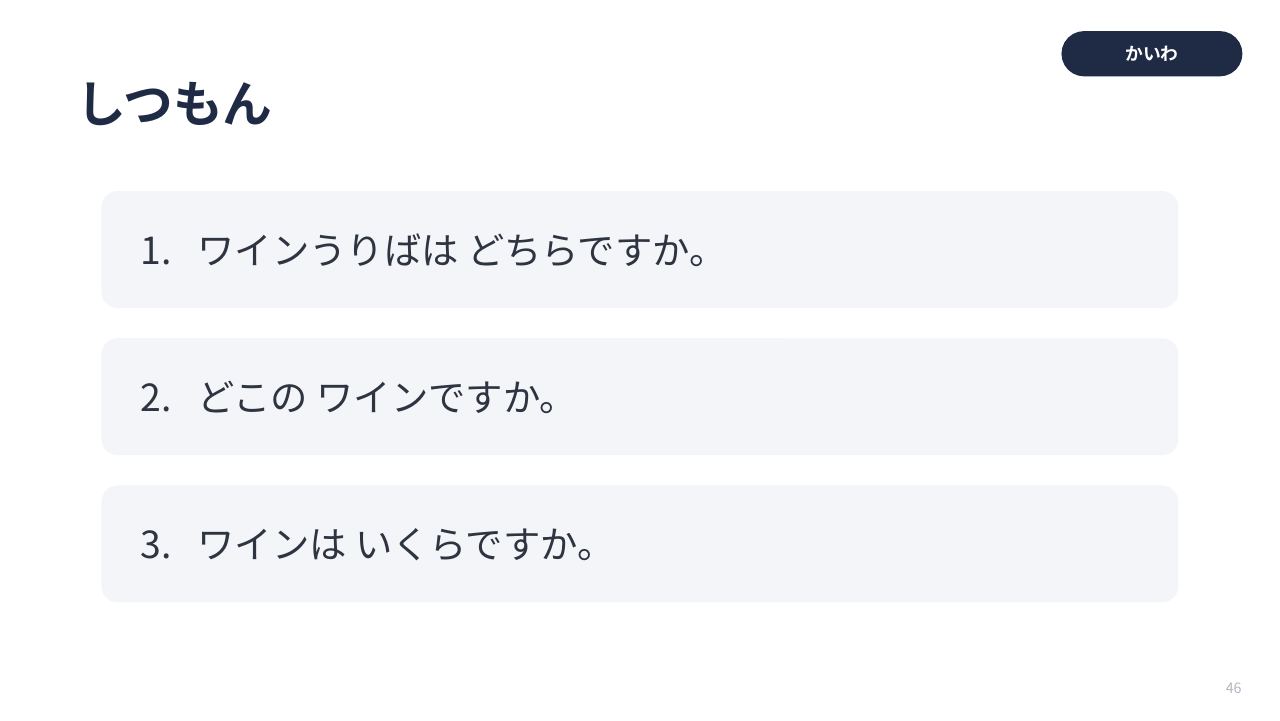 かいわ
しつもん
1. ワインうりばは どちらですか。
2. どこの ワインですか。
3. ワインは いくらですか。
46